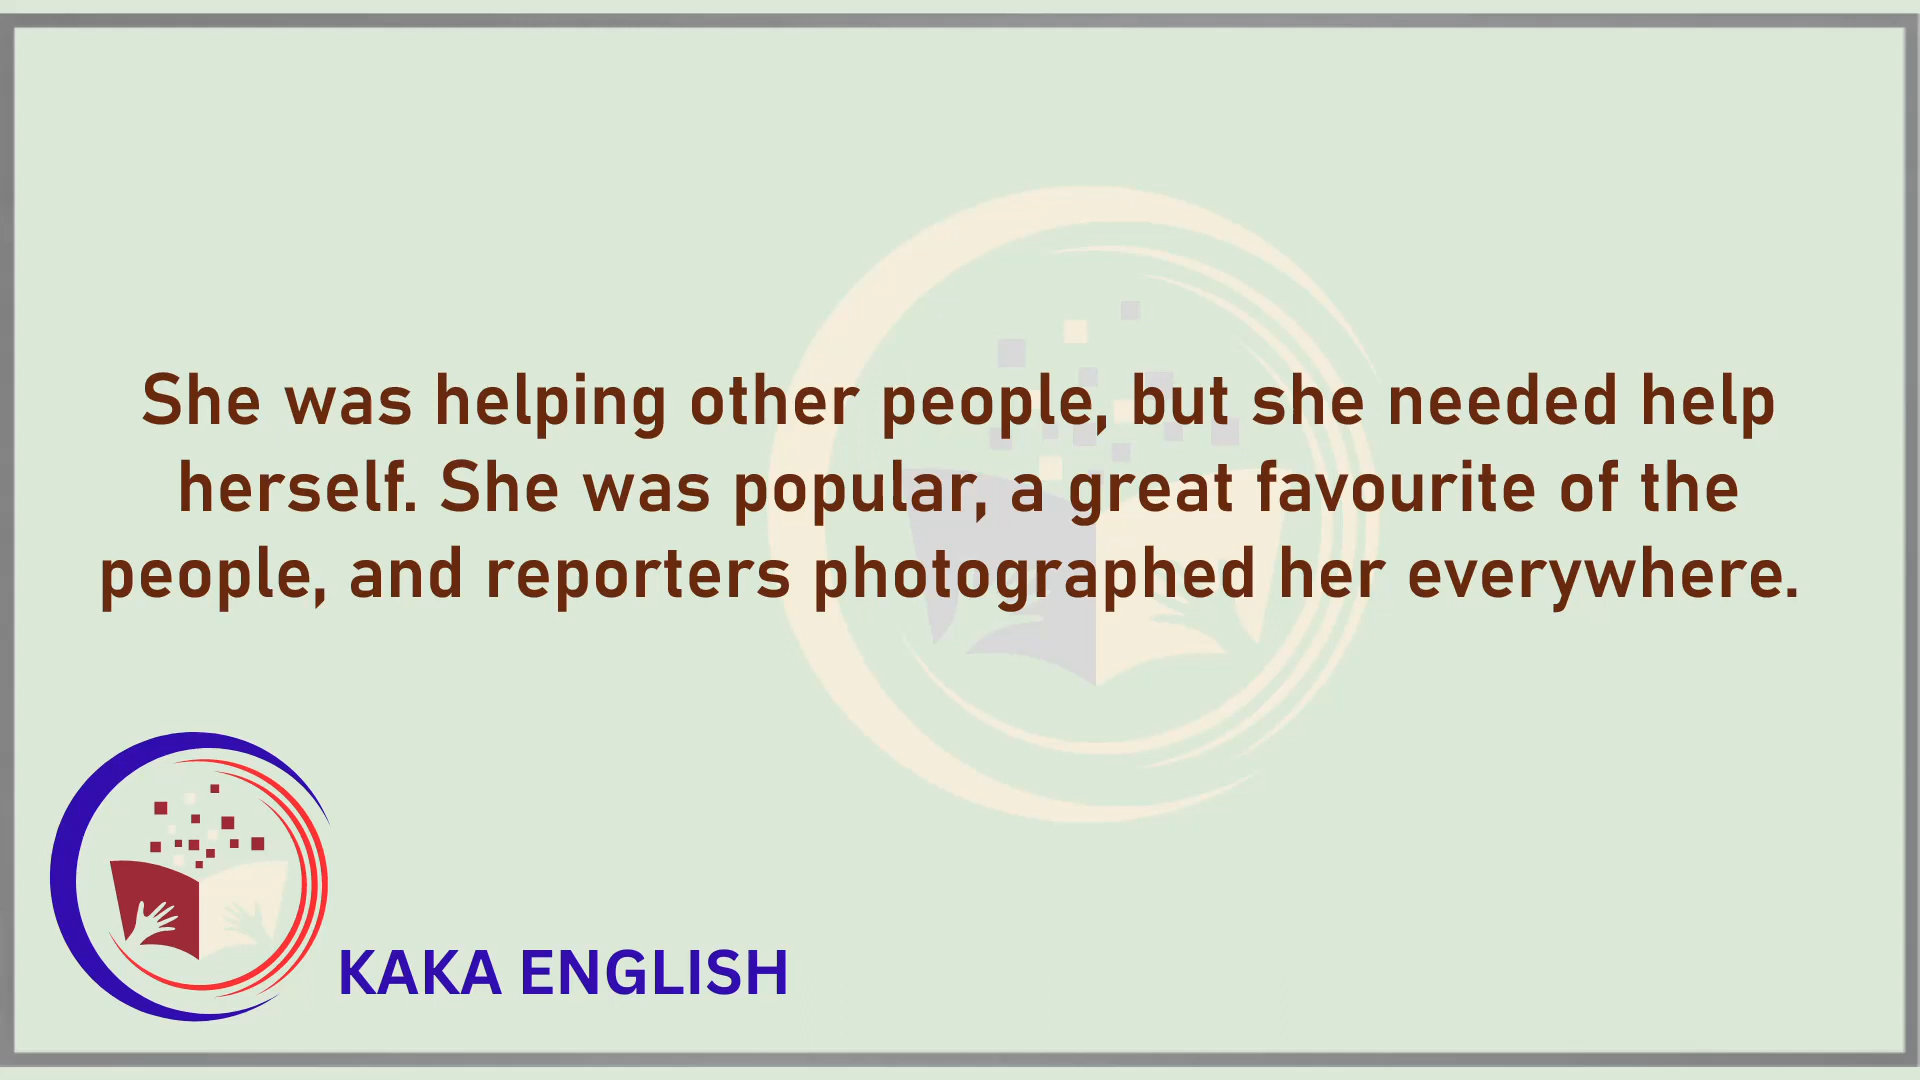 She was helping other people, but she needed help
herself. She was popular, a great favourite of the
people, and reporters photographed her everywhere.
KAKA ENGLISH